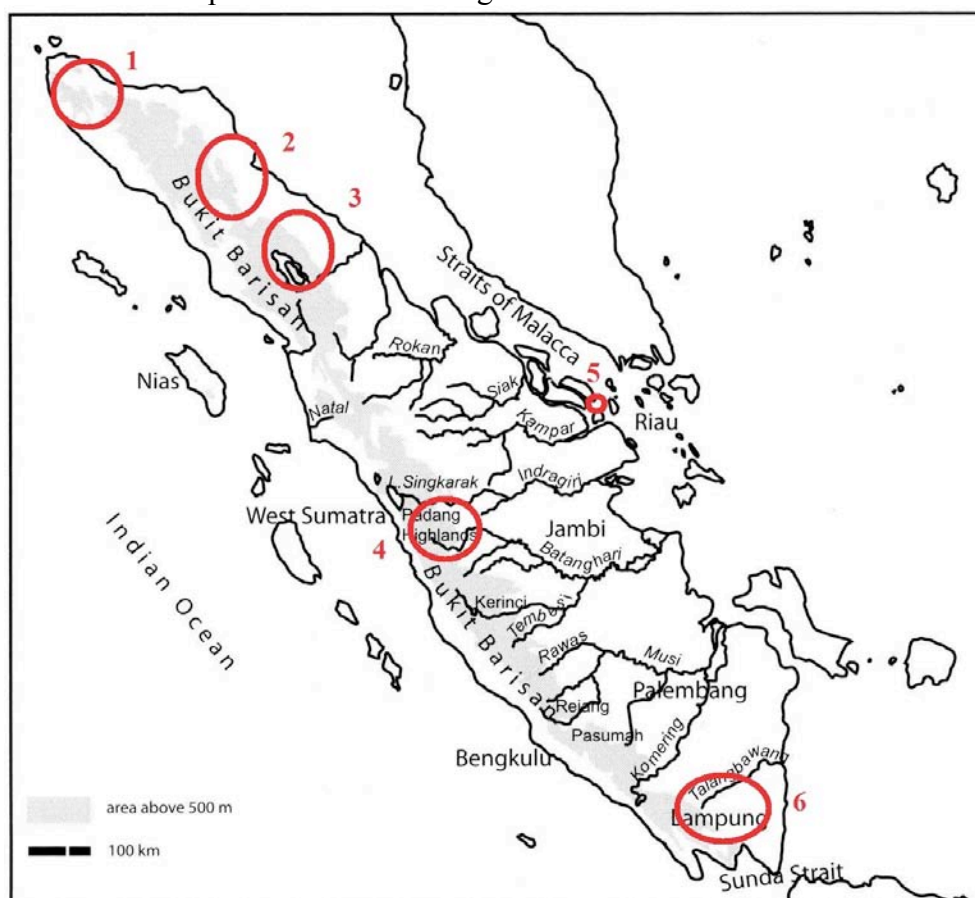 1
2
3
Bukit Barisan
Straits of Malacca
Rokan
5
Nias
Siak
Riau
Natal
Kampar
L.Singkarak
Indragiri
West Sumatra
Padang
Highlands
Jambi
4
Batanghari
Indian Ocean
Bukit Barisan
Kerinci
Tembesi
Rawas
Musi
Rejang
Palembang
Pasumah
Bengkulu
Komering
Talangbawang
6
Lampung
area above 500 m
100 km
Sunda Strait